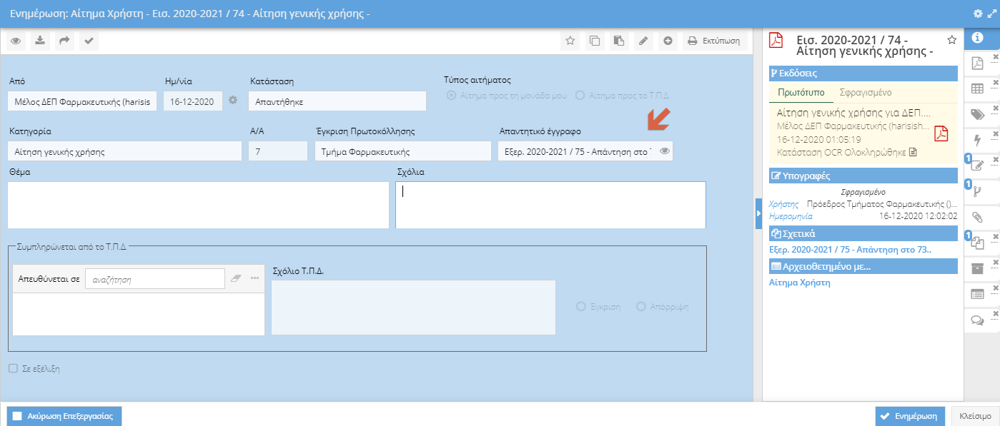 Ενημέρωση: Αίτημα Χρήστη - Εισ. 2020-2021 / 74 - Αίτηση γενικής χρήσης -
Εκτύπωση
Από
Ημ/νία
Κατάσταση
Τύπος αιτήματος
Μέλος ΔΕΠ Φαρμακευτικής (harisis
16-12-2020
Απαντήθηκε
Αίτημα προς τη μονάδα μου
Αίτημα προς το Τ.Π.Δ.
Κατηγορία
Α/Α
Έγκριση Πρωτοκόλλησης
Απαντητικό έγγραφο
Αίτηση γενικής χρήσης
7
Τμήμα Φαρμακευτικής
Εξερ. 2020-2021 / 75 - Απάντηση στο
Θέμα
Σχόλια
Συμπληρώνεται από το Τ.Π.Δ.
Απευθύνεται σε
αναζήτηση
Σχόλιο Τ.Π.Δ.
Έγκριση
Απόρριψη
Σε εξέλιξη
Ακύρωση Επεξεργασίας
Εισ. 2020-2021 / 74 -
Αίτηση γενικής χρήσης -
Εκδόσεις
Πρωτότυπο
Σφραγισμένο
Αίτηση γενικής χρήσης για ΔΕΠ....
Μέλος ΔΕΠ Φαρμακευτικής (harisish...
16-12-2020 01:05:19
Κατάσταση OCR Ολοκληρώθηκε
Υπογραφές
Σφραγισμένο
Χρήστης Πρόεδρος Τμήματος Φαρμακευτικής ()...
Ημερομηνία 16-12-2020 12:02:02
Σχετικά
Εξερ. 2020-2021 / 75 - Απάντηση στο 73..
Αρχειοθετημένο με...
Αίτημα Χρήστη
1
1
1
Ενημέρωση
Κλείσιμο